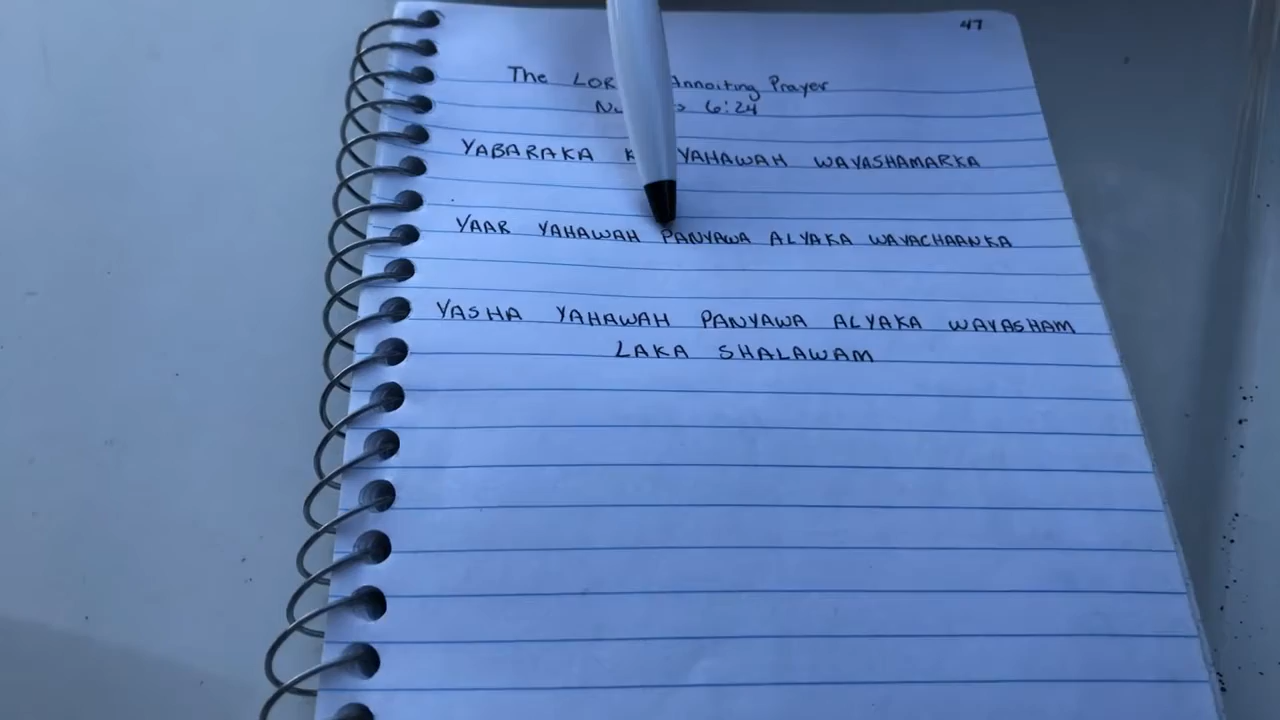 47
The LOR Annoiting Prayer
6:24
YABARAKA YAHAWAH WAYASHAMARKA
YAAR YAHAWAH PANYAWA ALYAKA WAYACHAANKA
YASHA YAHAWAH PANYAWA ALYAKA WAYASHAM
LAKA SHALAWAM